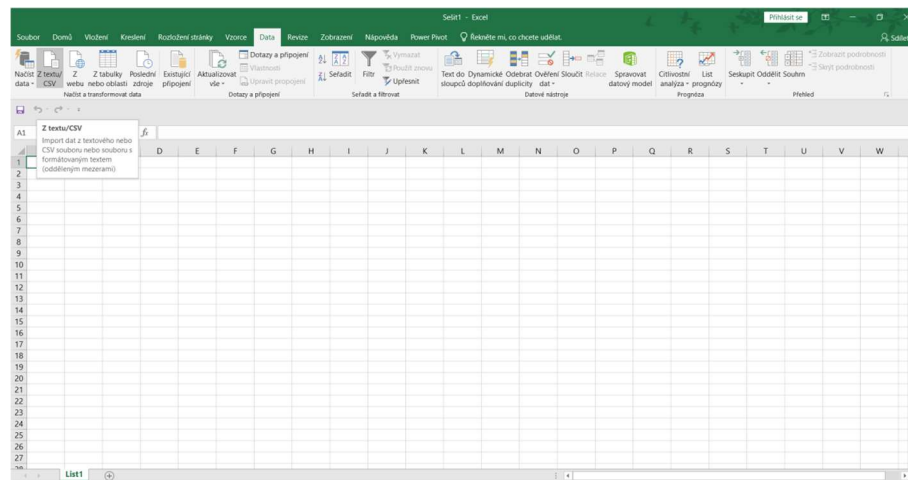 Sešit1 - Excel
Přihlásit se
Soubor Domů Vložení Kreslení Rozložení stránky Vzorce Data Revize Zobrazení Nápověda Power Pivot Řekněte mi, co chcete udělat.
Sdílet
Načíst data
Z textu/CSV
Z webu
Z tabulky nebo oblasti
Poslední zdroje
Existující připojení
Načíst a transformovat data
Aktualizovat vše
Dotazy a připojení
Vlastnosti
Upravit propojení
Dotazy a připojení
Seřadit
Filtr
Vymazat
Použít znovu
Upřesnit
Seřadit a filtrovat
Text do sloupců
Dynamické doplňování
Odebrat duplicity
Ověření dat
Sloučit
Relace
Spravovat datový model
Datové nástroje
Citlivostní analýza
List prognózy
Prognóza
Seskupit
Oddělit
Souhrn
Zobrazit podrobnosti
Skrýt podrobnosti
Přehled
A1
fx
Z textu/CSV
Import dat z textového nebo
CSV souboru nebo souboru s
formátovaným textem
(odděleným mezerami)
D E F G H I J K L M N O P Q R S T U V W
1
2
3
4
5
6
7
8
9
10
11
12
13
14
15
16
17
18
19
20
21
22
23
24
25
26
27
28
List1